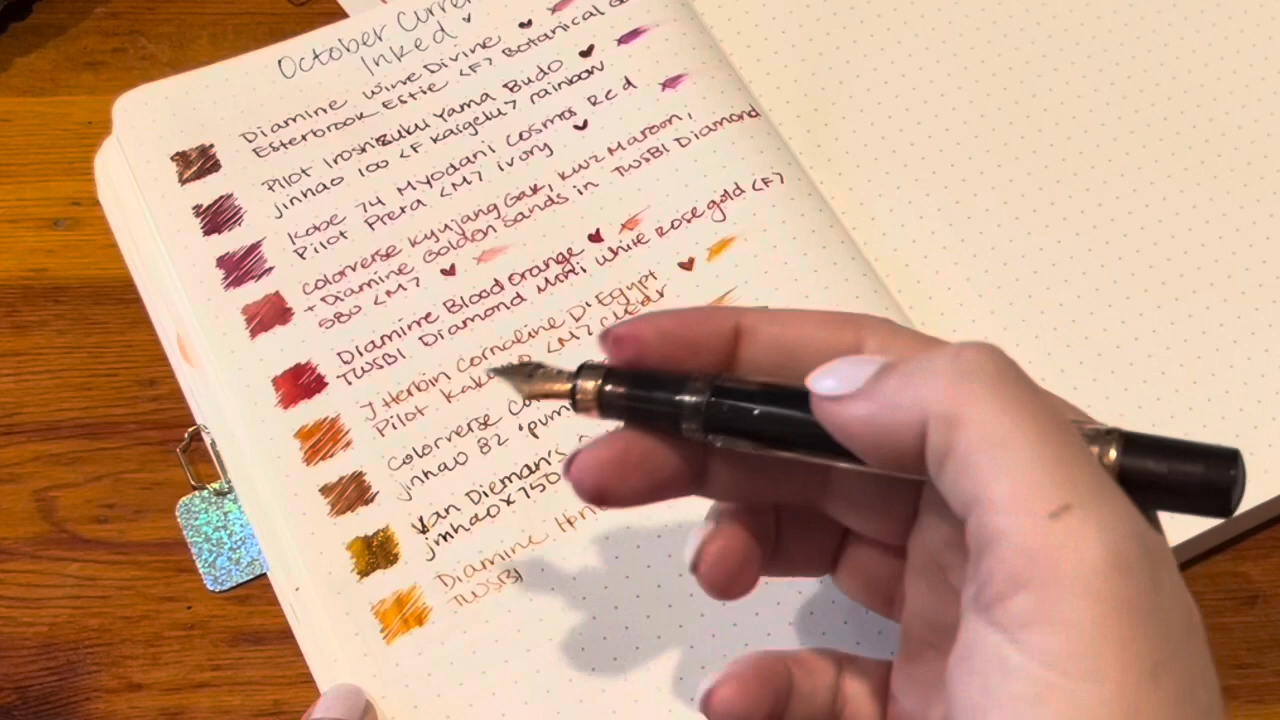 October Curre
Inked
Diamine Wine Divine
Esterbrook Estie <F> Botanical
Pilot Iroshizuku Yama Budo
Jinhao 100 <F Kaigelu> rainbow
Kobe 74 Myodani Cosmos Red
Pilot Prera <M> ivory
Colorverse Kyujang Gak, KWZ Maroon,
+ Diamine Golden Sands in TWSBI Diamond
580 <M>
Diamine Blood Orange
TWSBI Diamond Mini White Rose gold <F>
J Herbin Cornaline D'Egypt
Pilot Kak <M> clear
Colorverse
Jinhao 82 'pum
Van Dieman's
Jinhao x750
Diamine
TWSBI